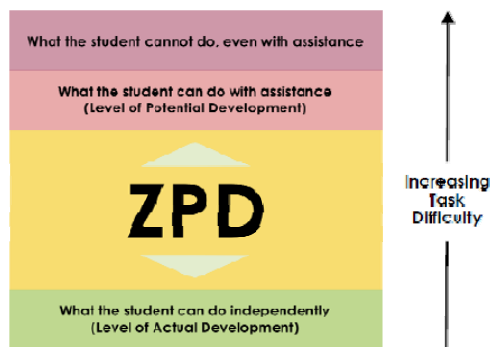 What the student cannot do, even with assistance
What the student can do with assistance
(Level of Potential Development)
ZPD
Increasing
Task
Difficulty
What the student can do independently
(Level of Actual Development)